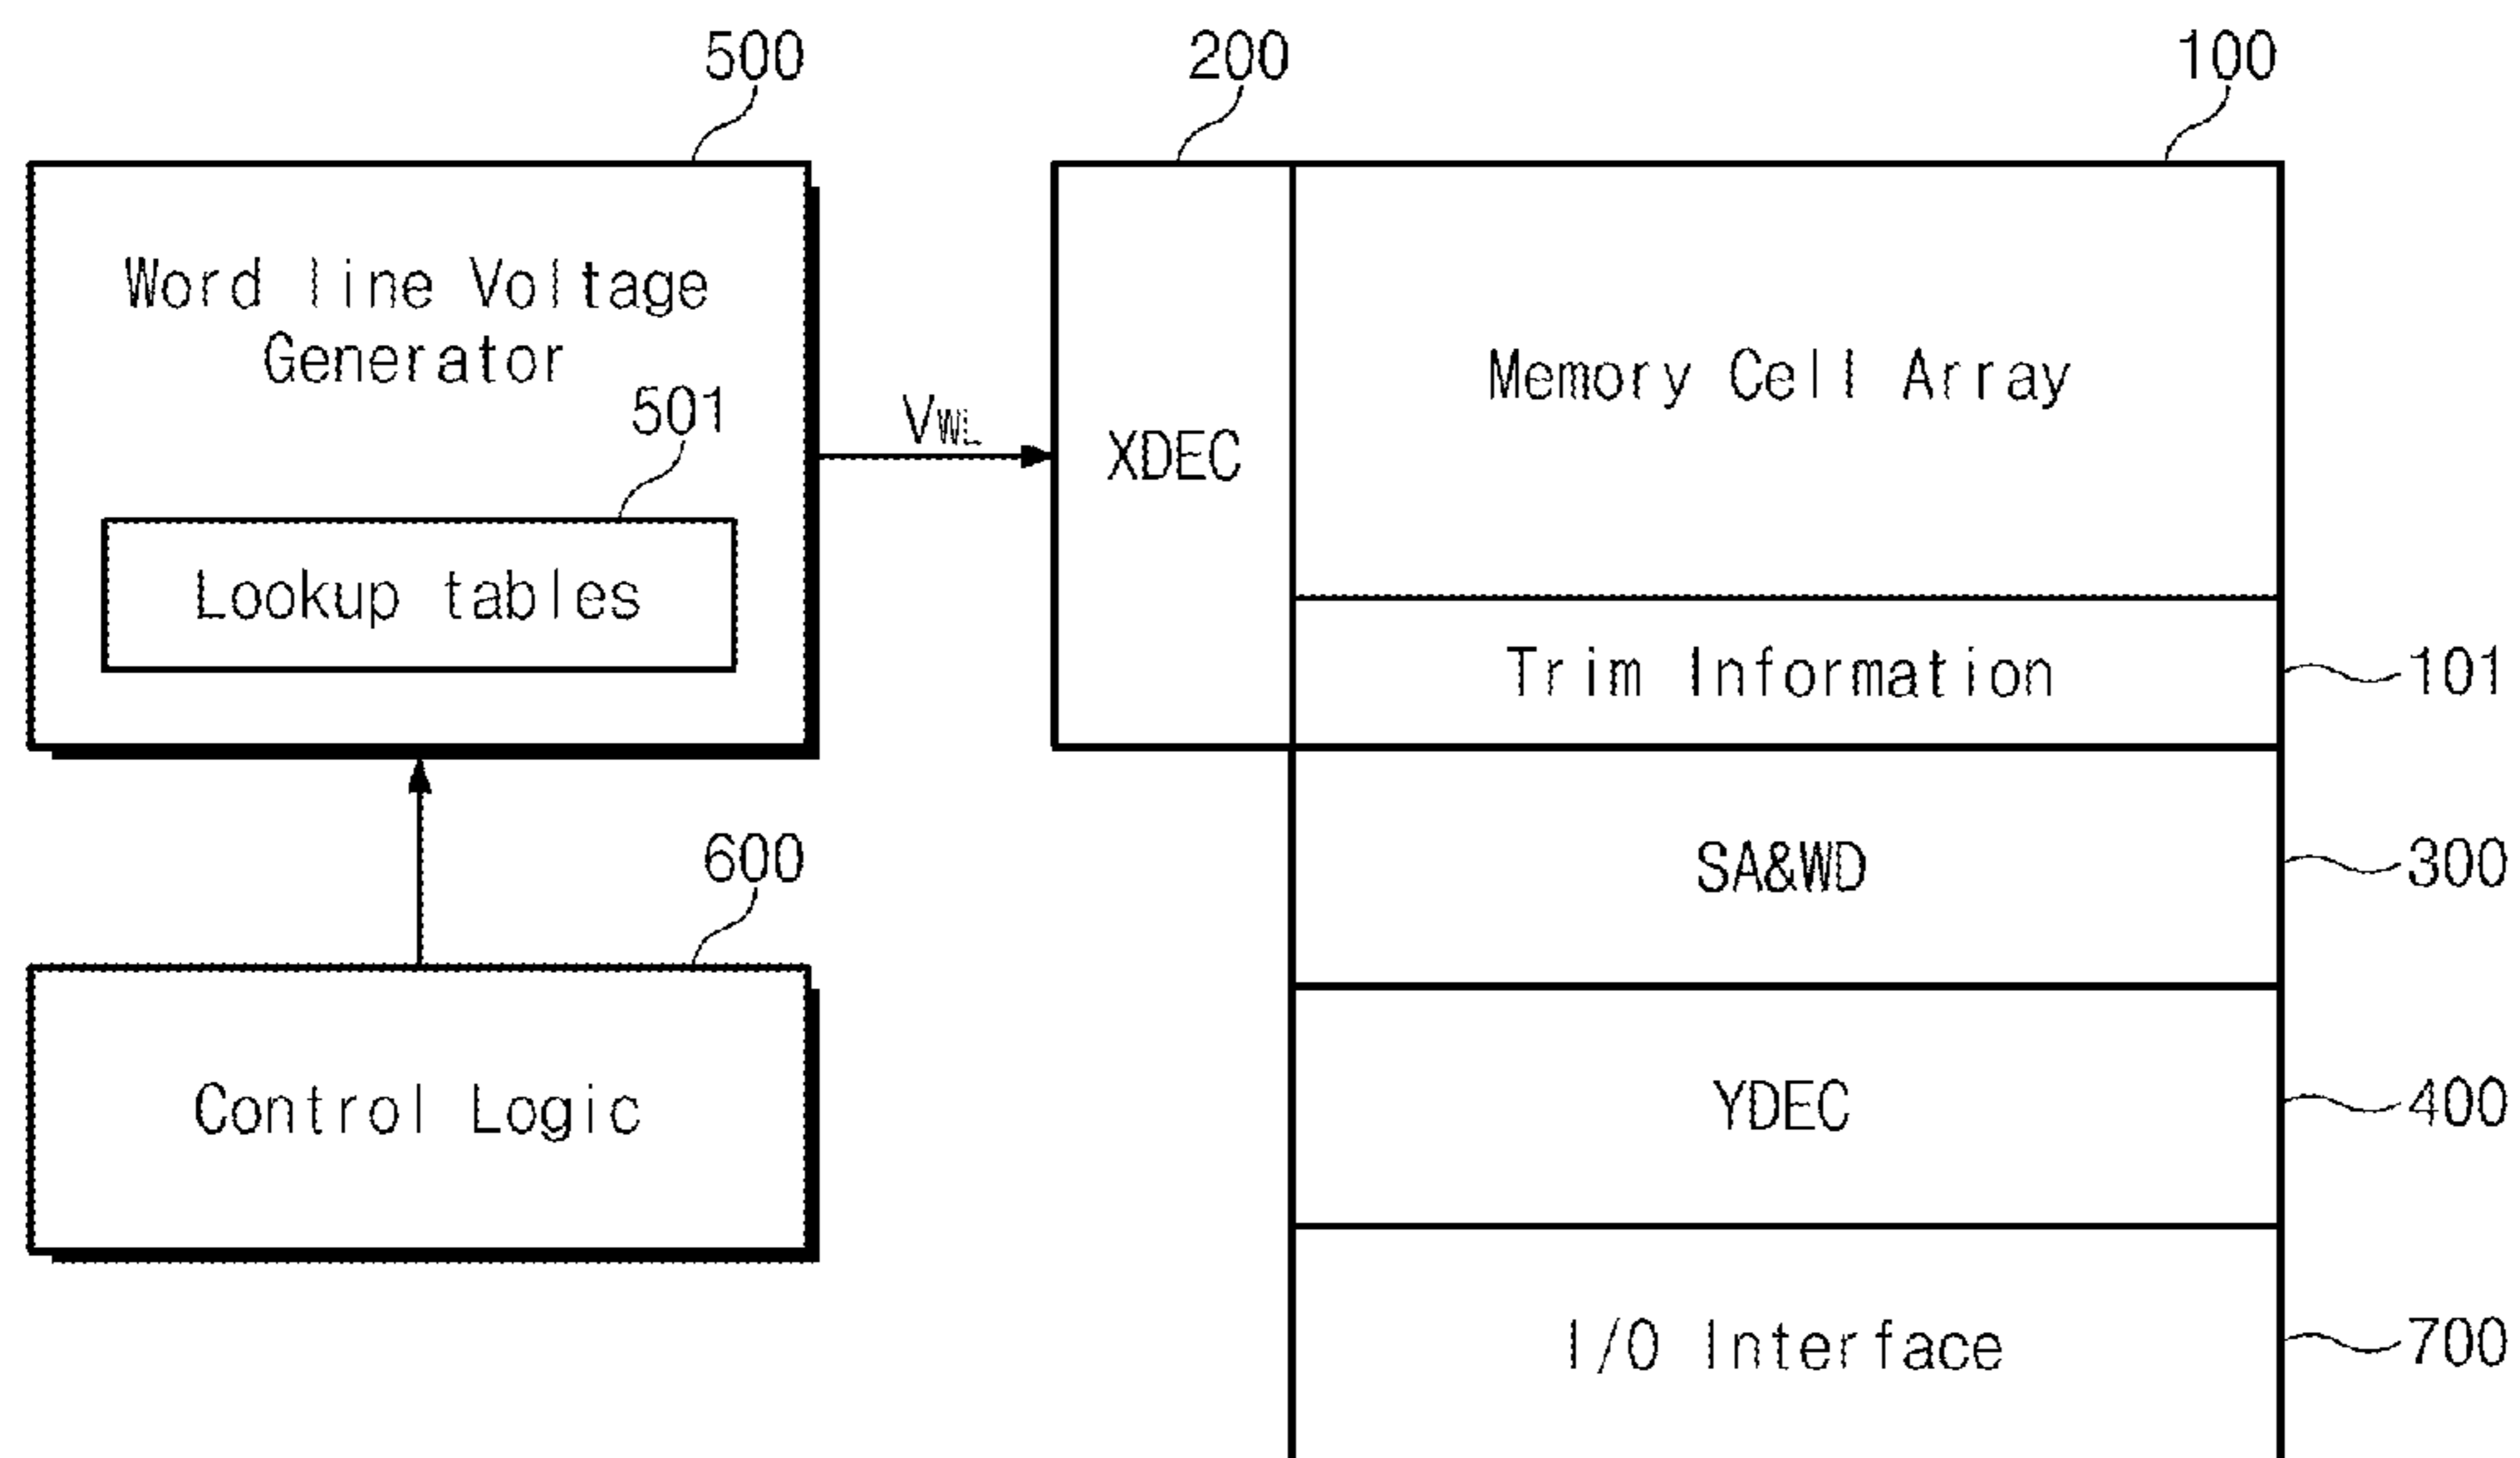 500
200
100
Word line Voltage
Generator
501
Lookup tables
VWL
XDEC
Memory Cell Array
Trim Information
101
SA&WD
300
600
Control Logic
YDEC
400
I/O Interface
700